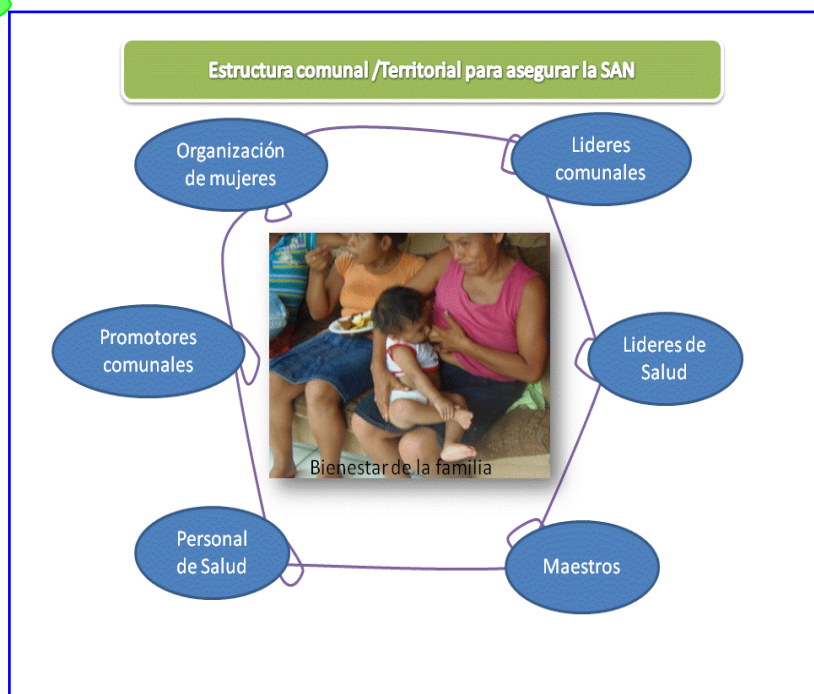 Estructura comunal /Territorial para asegurar la SAN
Organización
de mujeres
Lideres
comunales
Promotores
comunales
Lideres de
Salud
Bienestar de la familia
Personal
de Salud
Maestros